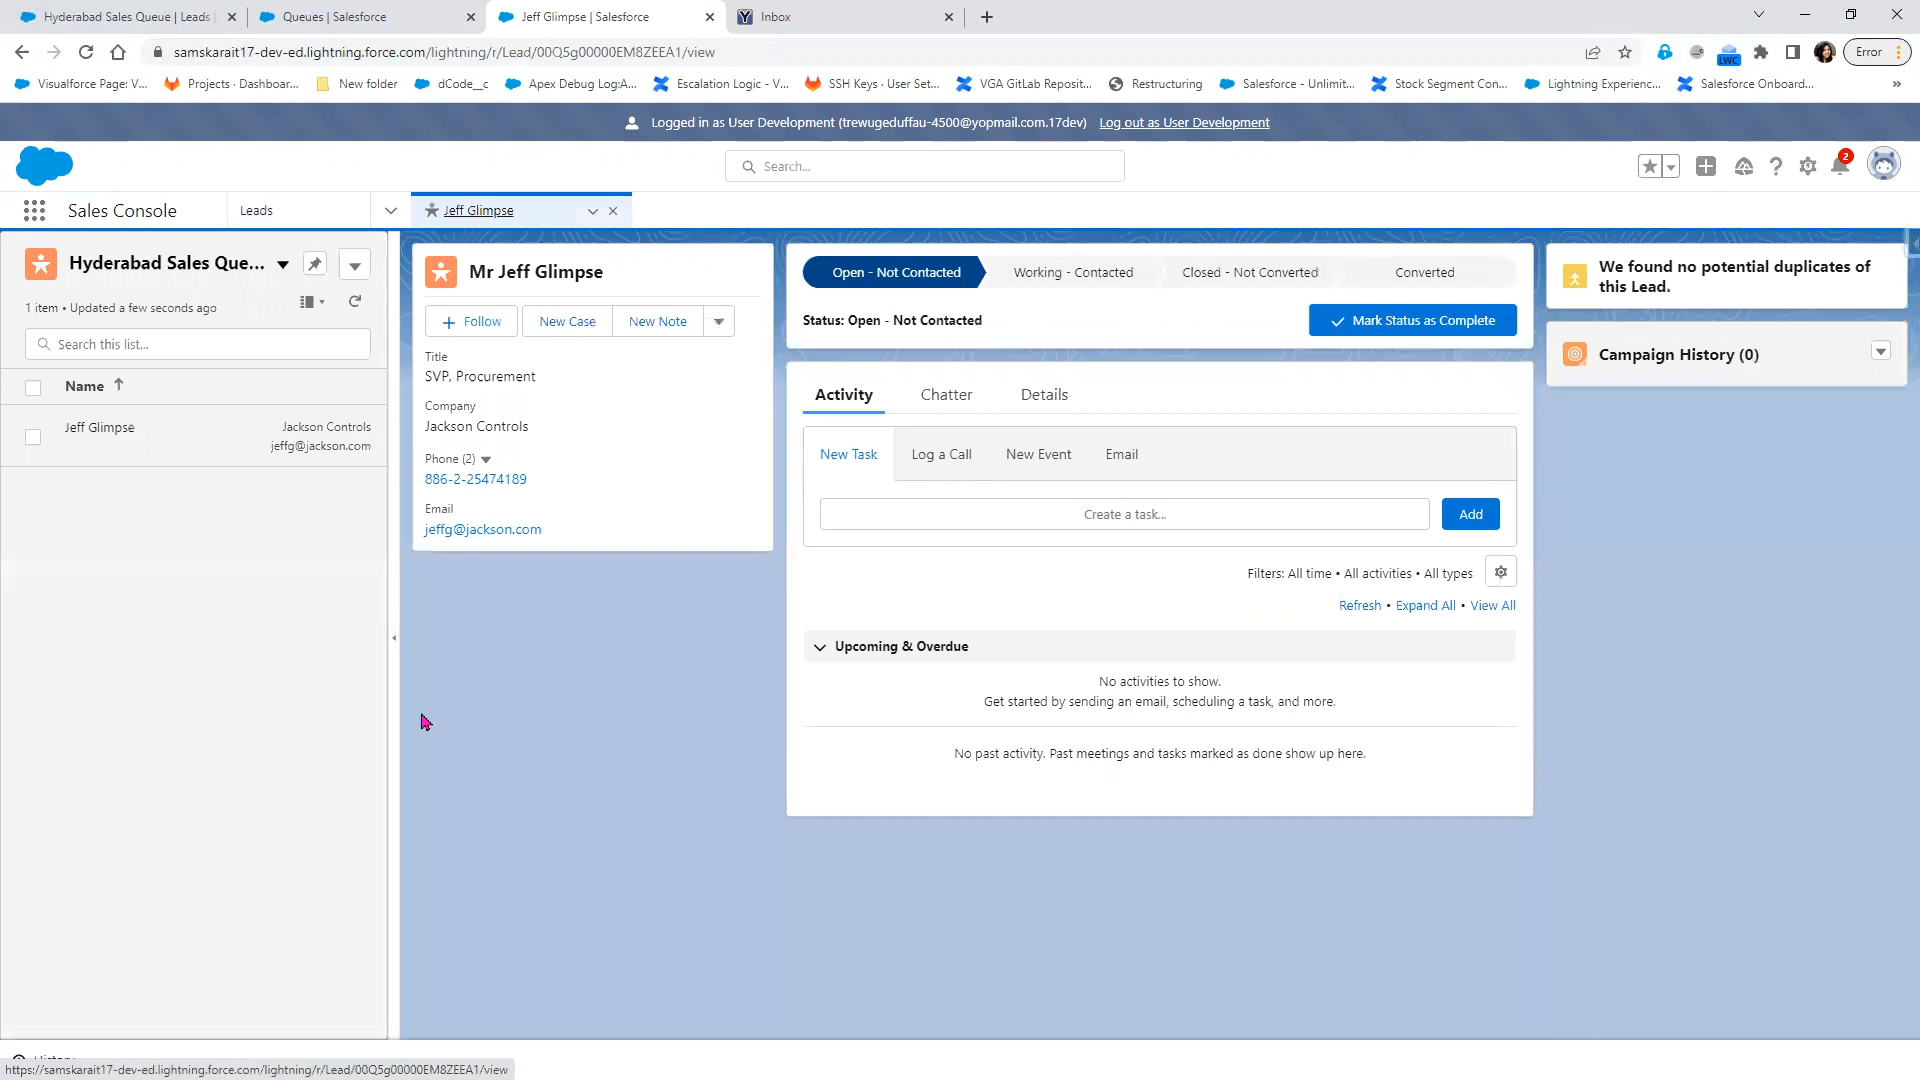 Hyderabad Sales Queue | Leads
Queues | Salesforce
Jeff Glimpse | Salesforce
Inbox
samskarait17-dev-ed.lightning.force.com/lightning/r/Lead/00Q5g00000EM8ZEEA1/view
LWC
Error
Visualforce Page: V...
Projects · Dashboar...
New folder
dCode__c
Apex Debug Log:A...
Escalation Logic - V...
SSH Keys · User Set...
VGA GitLab Reposit...
Restructuring
Salesforce - Unlimit...
Stock Segment Con...
Lightning Experienc...
Salesforce Onboard...
»
Logged in as User Development (trewugeduffau-4500@yopmail.com.17dev) Log out as User Development
Search...
2
Sales Console
Leads
Jeff Glimpse
Hyderabad Sales Que...
1 item • Updated a few seconds ago
Search this list...
Name
Jeff Glimpse
Jackson Controls
jeffg@jackson.com
Mr Jeff Glimpse
Follow
New Case
New Note
Title
SVP, Procurement
Company
Jackson Controls
Phone (2)
886-2-25474189
Email
jeffg@jackson.com
Open - Not Contacted
Working - Contacted
Closed - Not Converted
Converted
Status: Open - Not Contacted
Mark Status as Complete
Activity
Chatter
Details
New Task
Log a Call
New Event
Email
Create a task...
Add
Filters: All time • All activities • All types
Refresh • Expand All • View All
Upcoming & Overdue
No activities to show.
Get started by sending an email, scheduling a task, and more.
No past activity. Past meetings and tasks marked as done show up here.
We found no potential duplicates of
this Lead.
Campaign History (0)
History
https://samskarait17-dev-ed.lightning.force.com/lightning/r/Lead/00Q5g00000EM8ZEEA1/view